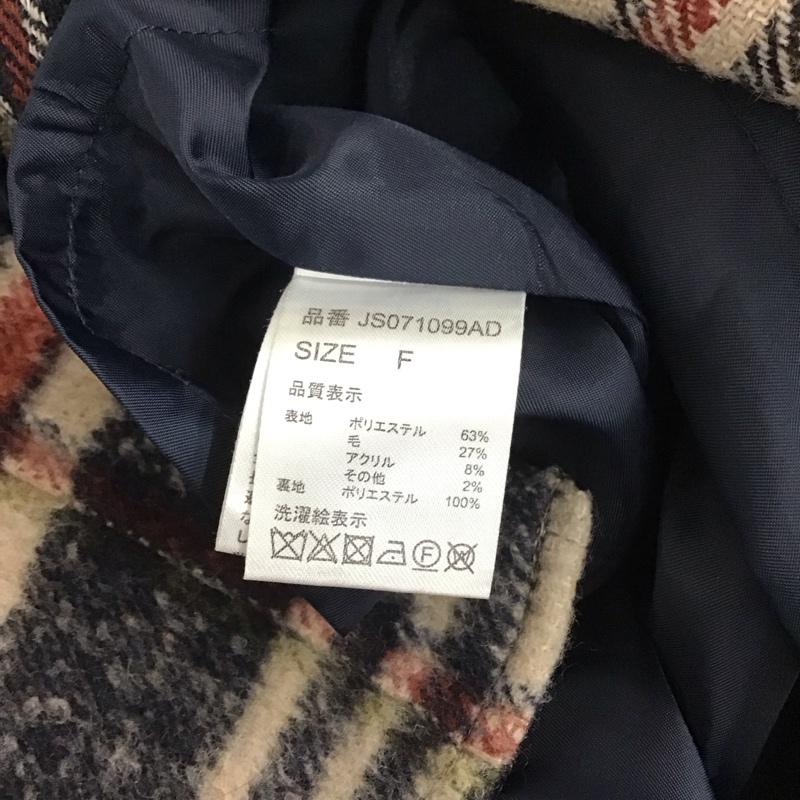 品番 JS071099AD
SIZE F
品質表示
表地 ポリエステル 63%
毛 27%
アクリル 8%
その他 2%
裏地 ポリエステル 100%
洗濯絵表示
F W